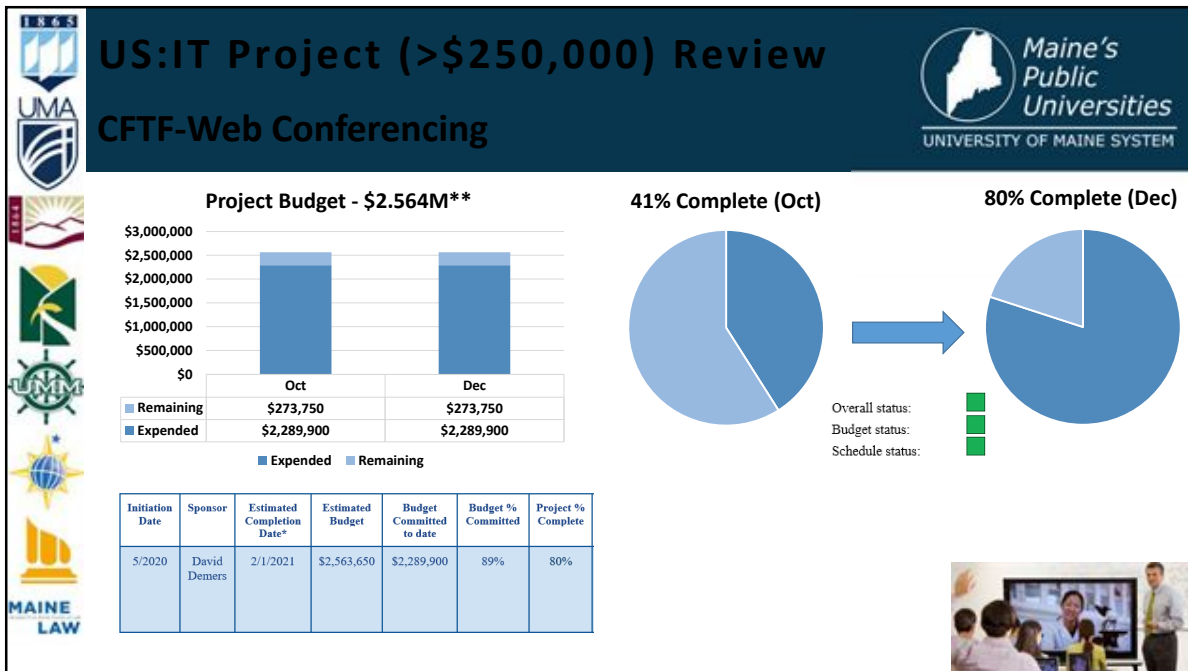 1865
US:IT Project (>$250,000) Review
CFTF-Web Conferencing
Maine's
Public
Universities
UNIVERSITY OF MAINE SYSTEM
UMA
1864
UMM
MAINE
LAW
Project Budget - $2.564M**
$3,000,000
$2,500,000
$2,000,000
$1,500,000
$1,000,000
$500,000
$0
Oct Dec
Remaining $273,750 $273,750
Expended $2,289,900 $2,289,900
Expended Remaining
41% Complete (Oct)
80% Complete (Dec)
Overall status:
Budget status:
Schedule status:
Initiation Date Sponsor Estimated Completion Date* Estimated Budget Budget Committed to date Budget % Committed Project % Complete
5/2020 David Demers 2/1/2021 $2,563,650 $2,289,900 89% 80%